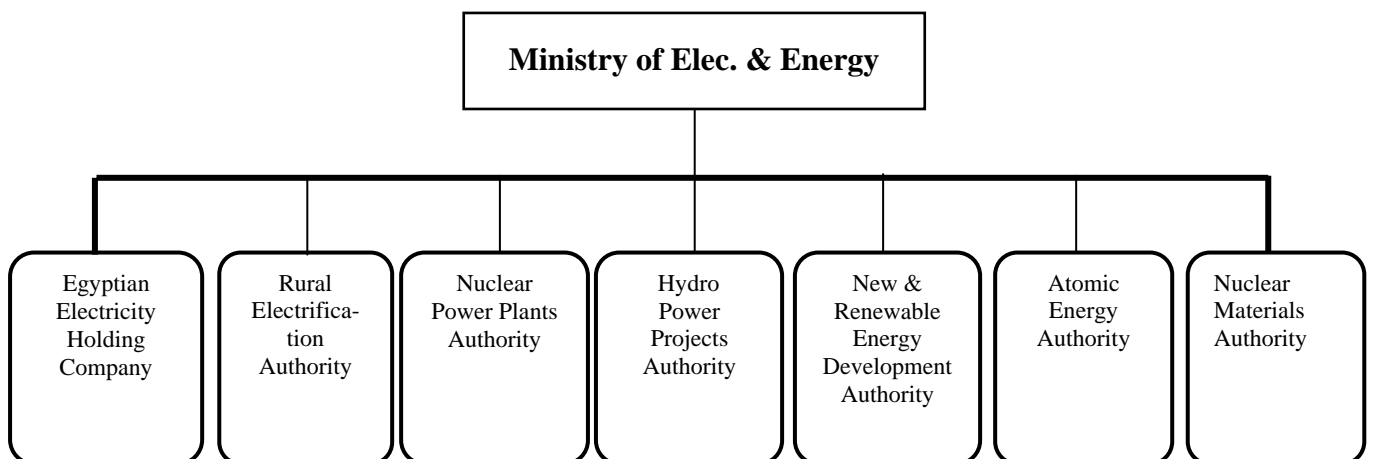 Ministry of Elec. & Energy
Egyptian
Electricity
Holding
Company
Rural
Electrifica-
tion
Authority
Nuclear
Power Plants
Authority
Hydro
Power
Projects
Authority
New &
Renewable
Energy
Development
Authority
Atomic
Energy
Authority
Nuclear
Materials
Authority